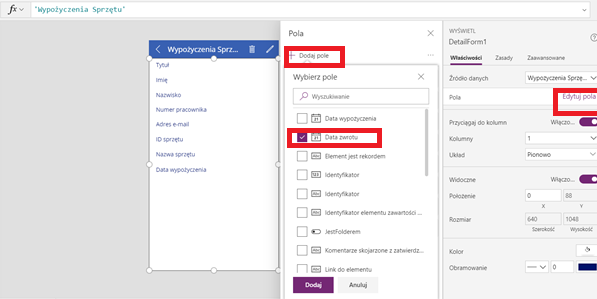 fx
'Wypożyczenia Sprzętu'
Wypożyczenia Sprz...
Tytuł
Imię
Nazwisko
Numer pracownika
Adres e-mail
ID sprzętu
Nazwa sprzętu
Data wypożyczenia
Pola
Dodaj pole
Wybierz pole
Wyszukiwanie
Data wypożyczenia
Data zwrotu
Element jest rekordem
Identyfikator
Identyfikator
Identyfikator elementu zawartości ...
JestFolderem
Komentarze skojarzone z zatwierdz...
Link do elementu
Dodaj
Anuluj
WYŚWIETL
DetailForm1
Właściwości
Zasady
Zaawansowane
Źródło danych
Wypożyczenia Sprzę...
Pola
Edytuj pola
Przyciągaj do kolumn
Włączo...
Kolumny
1
Układ
Pionowo
Widoczne
Włączo...
Położenie
0
88
X
Y
Rozmiar
640
1048
Szerokość
Wysokość
Kolor
Obramowanie
0